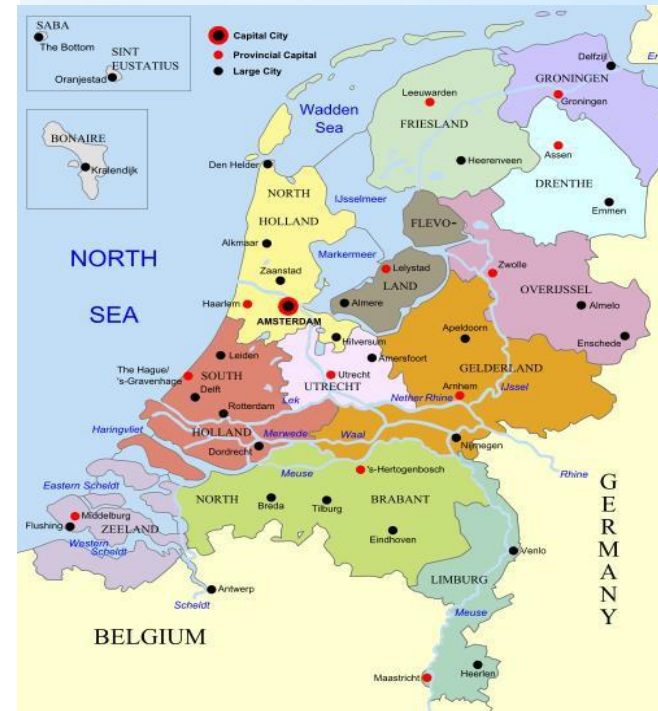 SABA
The Bottom
SINT
EUSTATIUS
Oranjestad
BONAIRE
Kralendijk
Capital City
Provincial Capital
Large City
Delfzijl
GRONINGEN
Groningen
Leeuwarden
FRIESLAND
Wadden
Sea
Assen
Heerenveen
DRENTHE
Den Helder
NORTH
HOLLAND
IJsselmeer
Emmen
FLEVO-
LAND
Alkmaar
Markermeer
NORTH
SEA
Zaanstad
Lelystad
Zwolle
OVERIJSSEL
Haarlem
AMSTERDAM
Almere
Almelo
Apeldoorn
Enschede
Hilversum
Leiden
Amersfoort
GELDERLAND
The Hague/
's-Gravenhage
SOUTH
HOLLAND
Utrecht
UTRECHT
Delft
Arnhem
IJssel
Lek
Nether Rhine
Rotterdam
Haringvliet
Merwede
Waal
Dordrecht
Nijmegen
Meuse
's-Hertogenbosch
Rhine
Eastern Scheldt
NORTH
BRABANT
Breda
Tilburg
Middelburg
Flushing
ZEELAND
Western
Scheldt
Eindhoven
Venlo
GERMANY
LIMBURG
Antwerp
Scheldt
Meuse
BELGIUM
Maastricht
Heerlen